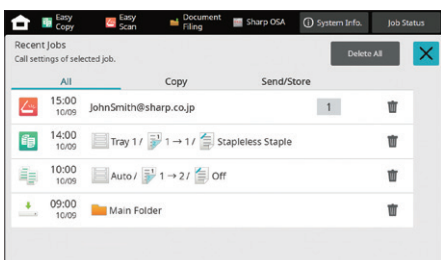 Easy Copy
Easy Scan
Document Filing
Sharp OSA
System Info.
Job Status
Recent Jobs
Call settings of selected job.
Delete All
All
Copy
Send/Store
15:00
10/09
JohnSmith@sharp.co.jp
1
14:00
10/09
Tray 1 / 1 → 1 / Stapleless Staple
10:00
10/09
Auto / 1 → 2 / Off
09:00
10/09
Main Folder